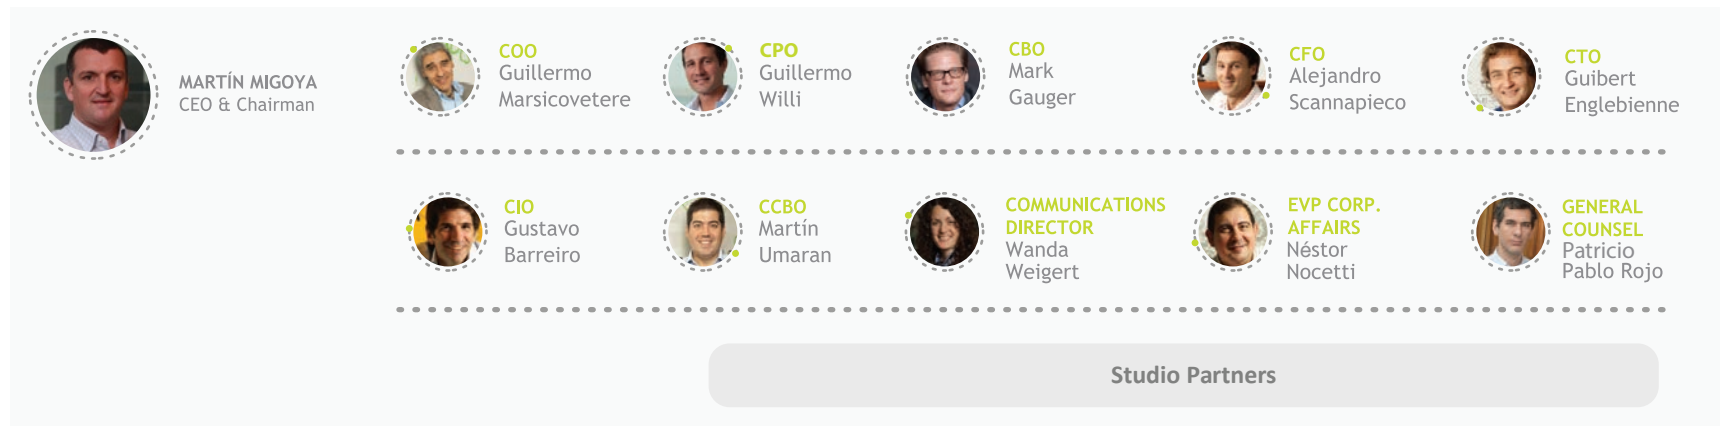 MARTÍN MIGOYA
CEO & Chairman
COO
Guillermo
Marsicovetere
CPO
Guillermo
Willi
CBO
Mark
Gauger
CFO
Alejandro
Scannapieco
CTO
Guibert
Englebienne
CIO
Gustavo
Barreiro
CCBO
Martín
Umaran
COMMUNICATIONS
DIRECTOR
Wanda
Weigert
EVP CORP.
AFFAIRS
Néstor
Nocetti
GENERAL
COUNSEL
Patricio
Pablo Rojo
Studio Partners